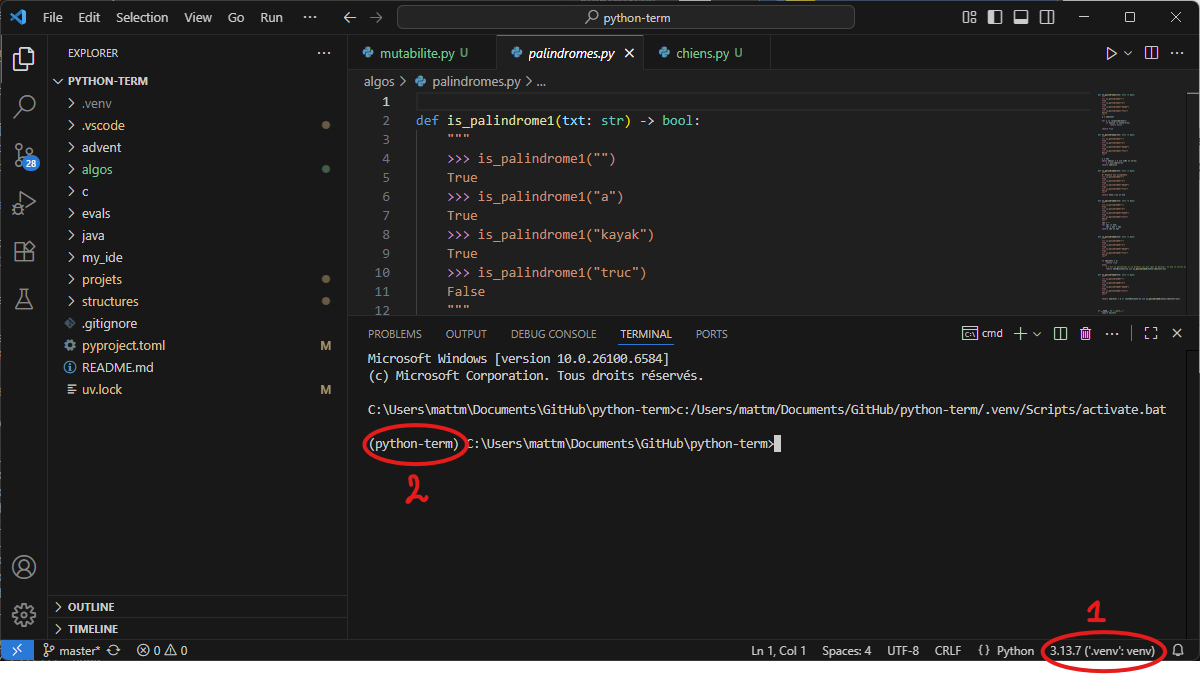 File Edit Selection View Go Run ··· python-term
EXPLORER ···
PYTHON-TERM
.venv
.vscode
advent
algos
c
evals
java
my_ide
projets
structures
.gitignore
pyproject.toml M
README.md
uv.lock M
OUTLINE
TIMELINE
28
mutabilite.py U palindromes.py chiens.py U
algos > palindromes.py > ...
1
2 def is_palindrome1(txt: str) -> bool:
3 """
4 >>> is_palindrome1("")
5 True
6 >>> is_palindrome1("a")
7 True
8 >>> is_palindrome1("kayak")
9 True
10 >>> is_palindrome1("truc")
11 False
12 """
PROBLEMS OUTPUT DEBUG CONSOLE TERMINAL PORTS cmd
Microsoft Windows [version 10.0.26100.6584]
(c) Microsoft Corporation. Tous droits réservés.
C:\Users\mattm\Documents\GitHub\python-term>c:/Users/mattm/Documents/GitHub/python-term/.venv/Scripts/activate.bat
(python-term) C:\Users\mattm\Documents\GitHub\python-term>
2
1
master* 0 0 Ln 1, Col 1 Spaces: 4 UTF-8 CRLF {} Python 3.13.7 ('.venv': venv)